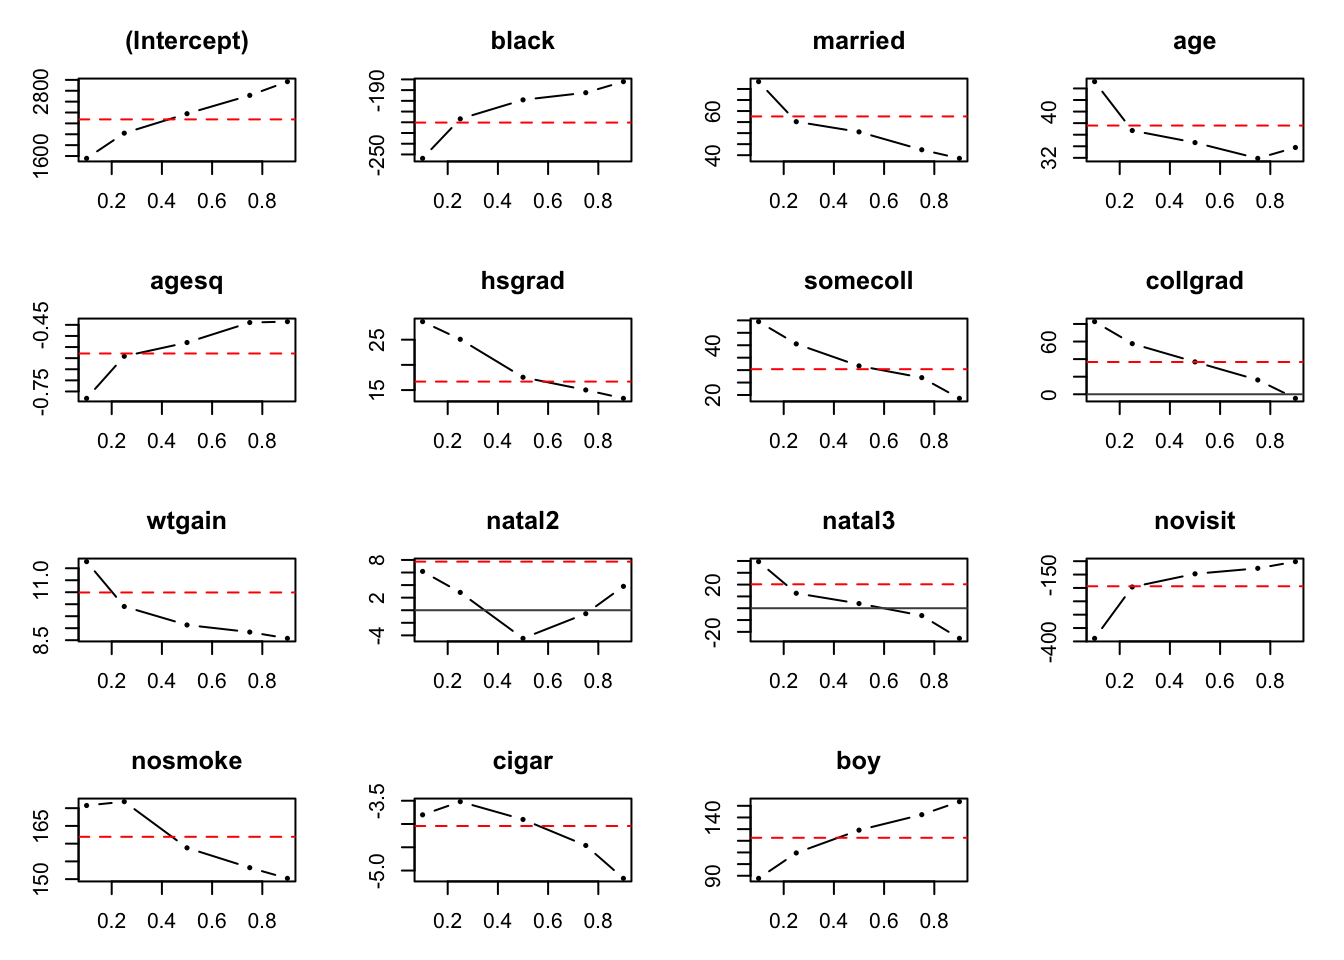 (Intercept)
black
married
age
2800
1600
-190
-250
60
40
40
32
0.2 0.4 0.6 0.8
0.2 0.4 0.6 0.8
0.2 0.4 0.6 0.8
0.2 0.4 0.6 0.8
agesq
hsgrad
somecoll
collgrad
-0.45
-0.75
25
15
40
20
60
0
0.2 0.4 0.6 0.8
0.2 0.4 0.6 0.8
0.2 0.4 0.6 0.8
0.2 0.4 0.6 0.8
wtgain
natal2
natal3
novisit
11.0
8.5
8
2
-4
20
-20
-150
-400
0.2 0.4 0.6 0.8
0.2 0.4 0.6 0.8
0.2 0.4 0.6 0.8
0.2 0.4 0.6 0.8
nosmoke
cigar
boy
165
150
-3.5
-5.0
140
90
0.2 0.4 0.6 0.8
0.2 0.4 0.6 0.8
0.2 0.4 0.6 0.8